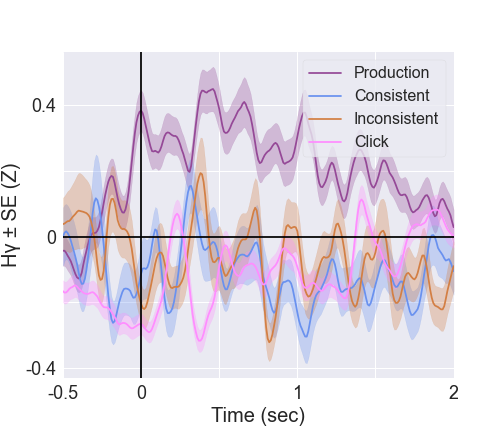 Production
Consistent
Inconsistent
Click
Hγ ± SE (Z)
0.4
0
-0.4
-0.5
0
1
2
Time (sec)